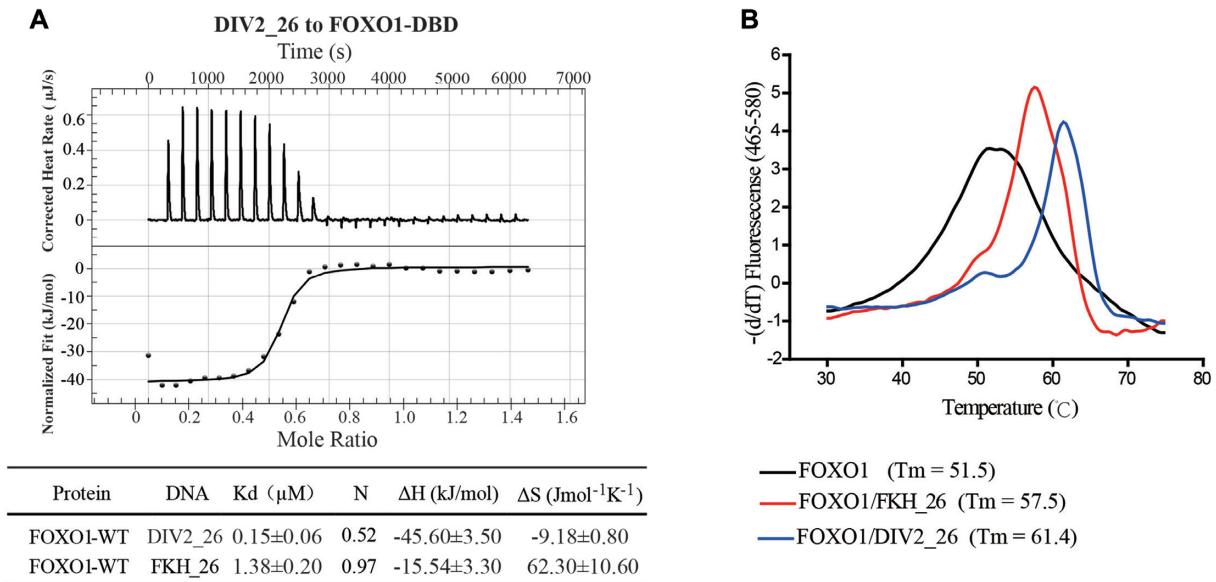 A
DIV2_26 to FOXO1-DBD
Time (s)
0 1000 2000 3000 4000 5000 6000 7000
Corrected Heat Rate ( μJ/s)
0.6
0.4
0.2
0
Normalized Fit (kJ/mol)
0
-10
-20
-30
-40
0 0.2 0.4 0.6 0.8 1.0 1.2 1.4 1.6
Mole Ratio
Protein DNA Kd (μM) N ΔH (kJ/mol) ΔS (Jmol⁻¹K⁻¹)
FOXO1-WT DIV2_26 0.15±0.06 0.52 -45.60±3.50 -9.18±0.80
FOXO1-WT FKH_26 1.38±0.20 0.97 -15.54±3.30 62.30±10.60
B
-(d/dT) Fluoresecense (465-580)
6
5
4
3
2
1
0
-1
-2
30 40 50 60 70 80
Temperature (℃)
FOXO1 (Tm = 51.5)
FOXO1/FKH_26 (Tm = 57.5)
FOXO1/DIV2_26 (Tm = 61.4)